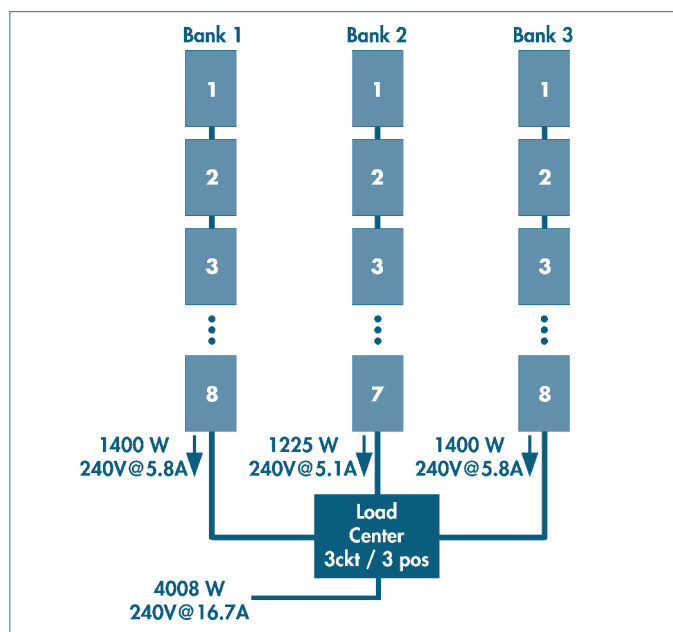 Bank 1 Bank 2 Bank 3
1 1 1
2 2 2
3 3 3
8 7 8
1400 W 1225 W 1400 W
240V@5.8A 240V@5.1A 240V@5.8A
Load
Center
3ckt / 3 pos
4008 W
240V@16.7A